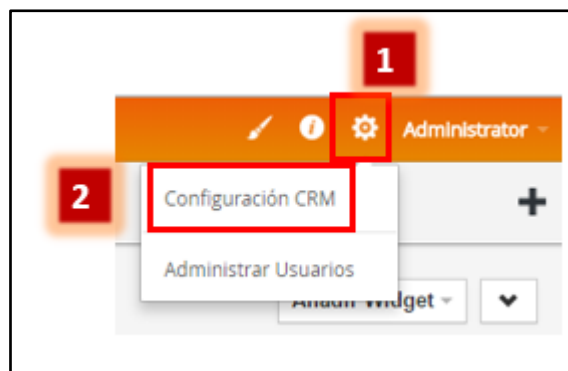 1
Administrator
2
Configuración CRM
Administrar Usuarios
Añadir Widget